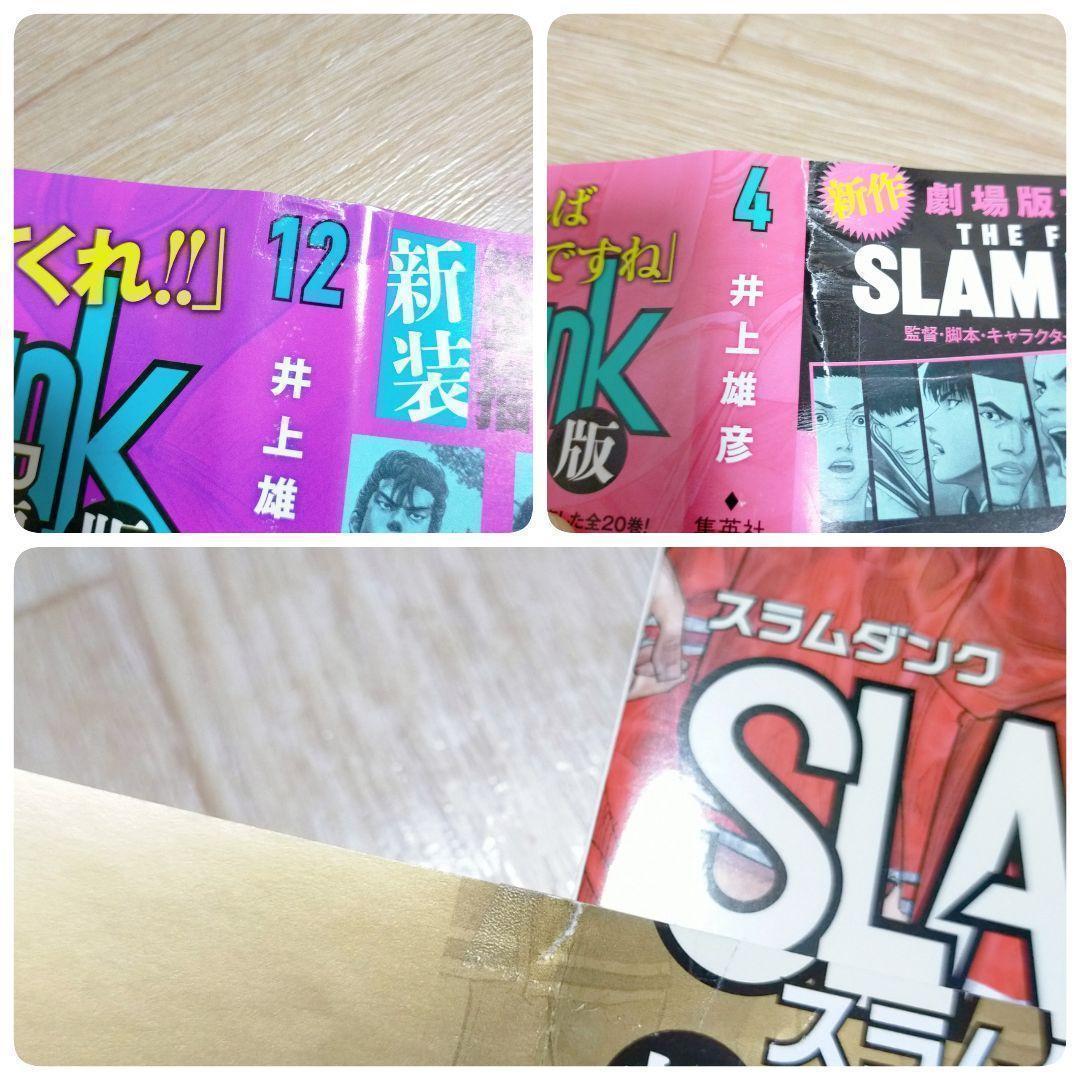 くれ!!」
12
井上雄
新装
nk
版
ば
ですね」
4
井上雄彦
集英社
した全20巻!
新作
劇場版
THE F
SLAM
監督・脚本・キャラクター
スラムダンク
SLA
スラム